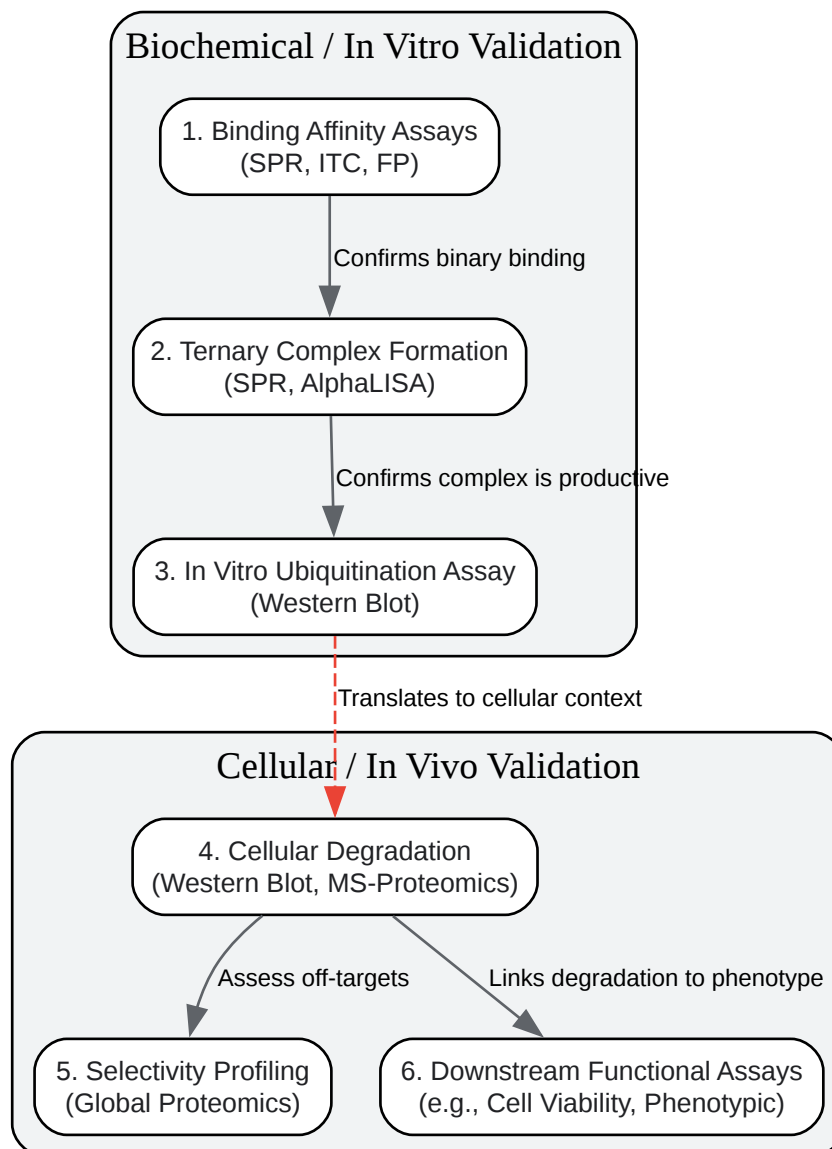 Biochemical / In Vitro Validation
1. Binding Affinity Assays
(SPR, ITC, FP)
Confirms binary binding
2. Ternary Complex Formation
(SPR, AlphaLISA)
Confirms complex is productive
3. In Vitro Ubiquitination Assay
(Western Blot)
Translates to cellular context
Cellular / In Vivo Validation
4. Cellular Degradation
(Western Blot, MS-Proteomics)
Assess off-targets
Links degradation to phenotype
5. Selectivity Profiling
(Global Proteomics)
6. Downstream Functional Assays
(e.g., Cell Viability, Phenotypic)